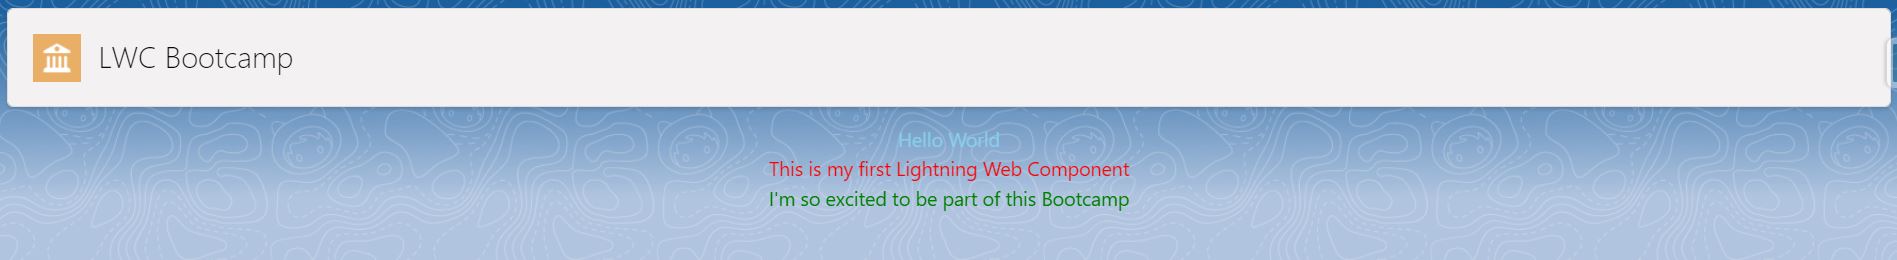 LWC Bootcamp
Hello World
This is my first Lightning Web Component
I'm so excited to be part of this Bootcamp